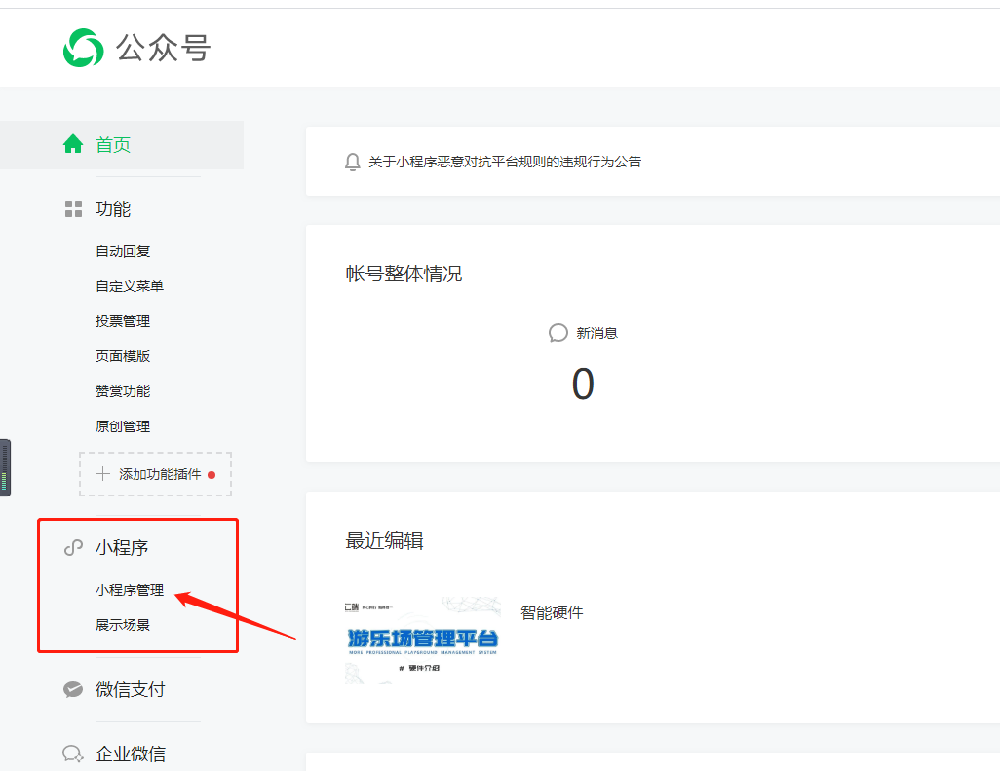 公众号
首页
功能
自动回复
自定义菜单
投票管理
页面模版
赞赏功能
原创管理
添加功能插件
小程序
小程序管理
展示场景
微信支付
企业微信
关于小程序恶意对抗平台规则的违规行为公告
帐号整体情况
新消息
0
最近编辑
云端
游乐场管理平台
MORE PROFESSIONAL PLAYGROUND MANAGEMENT SYSTEM
# 硬件介绍
智能硬件